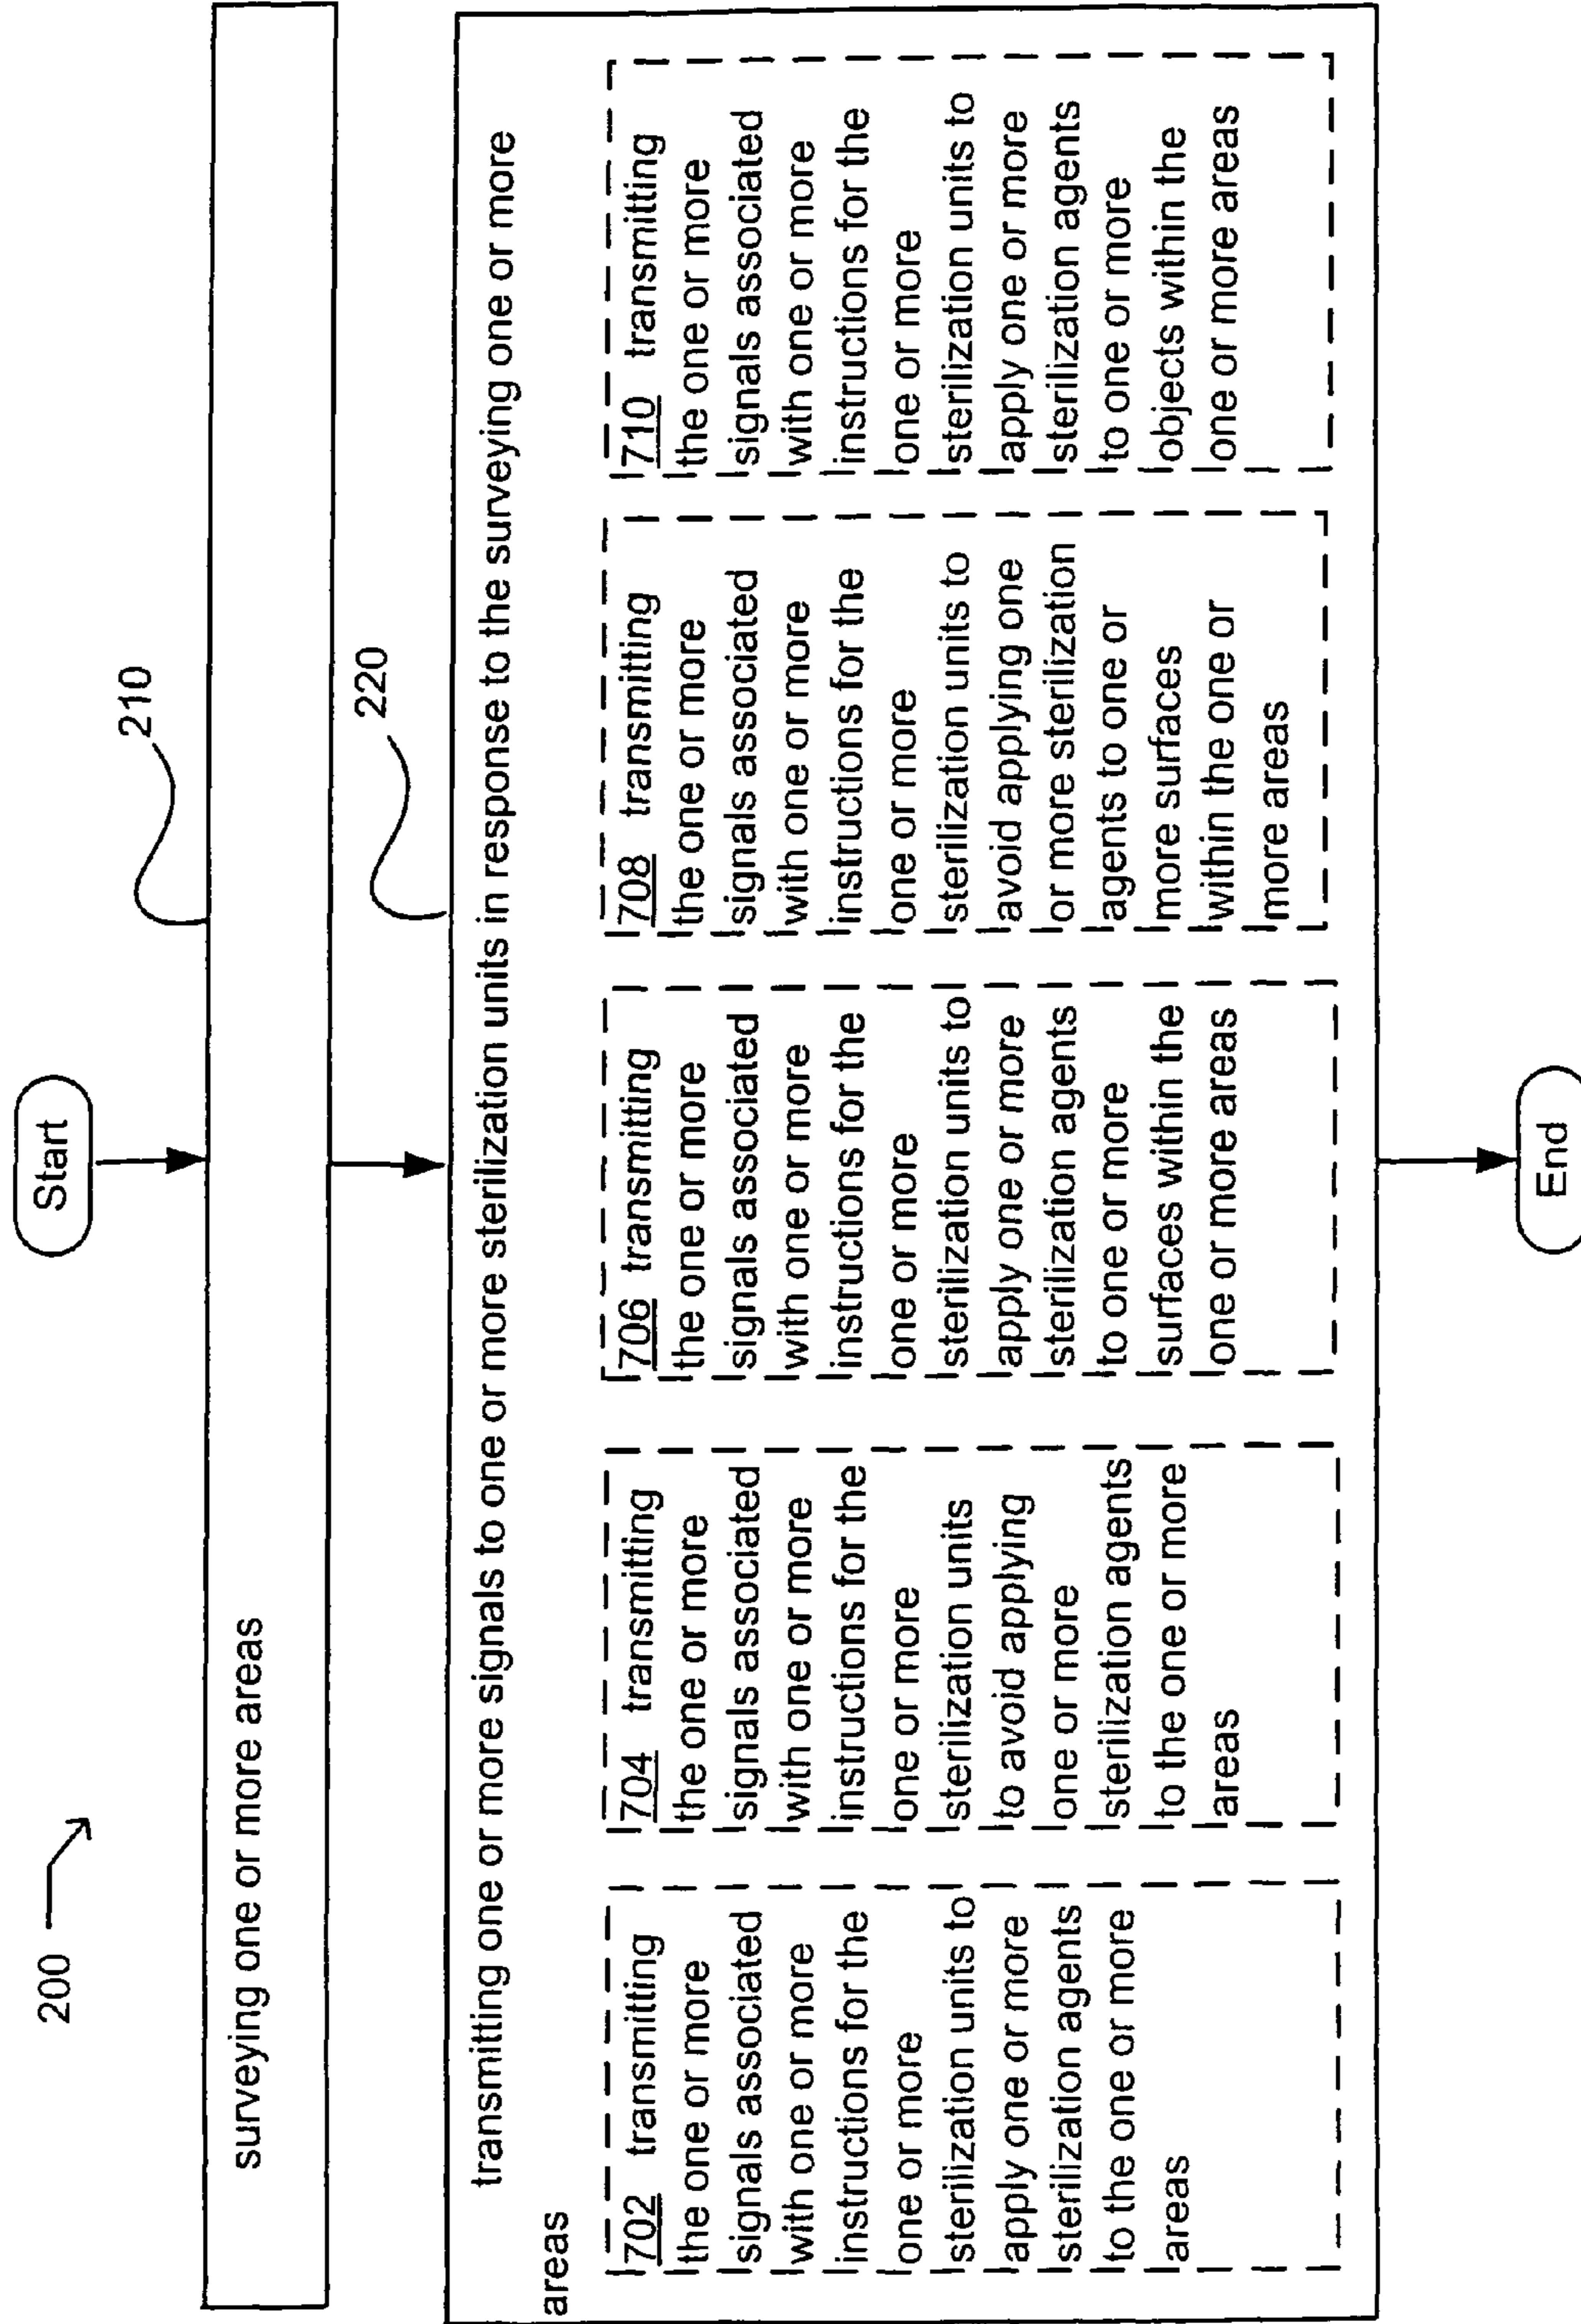 200
Start
210
surveying one or more areas
220
transmitting one or more signals to one or more sterilization units in response to the surveying one or more
areas
702 transmitting
the one or more
signals associated
with one or more
instructions for the
one or more
sterilization units to
apply one or more
sterilization agents
to the one or more
areas
704 transmitting
the one or more
signals associated
with one or more
instructions for the
one or more
sterilization units
to avoid applying
one or more
sterilization agents
to the one or more
areas
706 transmitting
the one or more
signals associated
with one or more
instructions for the
one or more
sterilization units to
apply one or more
sterilization agents
to one or more
surfaces within the
one or more areas
708 transmitting
the one or more
signals associated
with one or more
instructions for the
one or more
sterilization units to
avoid applying one
or more sterilization
agents to one or
more surfaces
within the one or
more areas
710 transmitting
the one or more
signals associated
with one or more
instructions for the
one or more
sterilization units to
apply one or more
sterilization agents
to one or more
objects within the
one or more areas
End